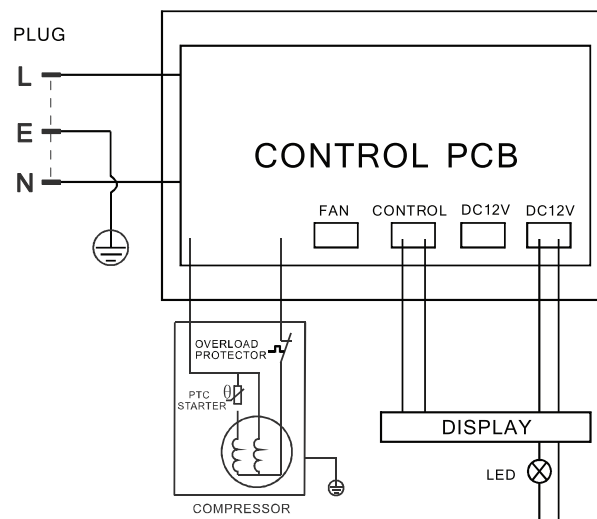 PLUG
L
E
N
CONTROL PCB
FAN CONTROL DC12V DC12V
OVERLOAD
PROTECTOR
PTC
STARTER
θ
DISPLAY
LED
COMPRESSOR